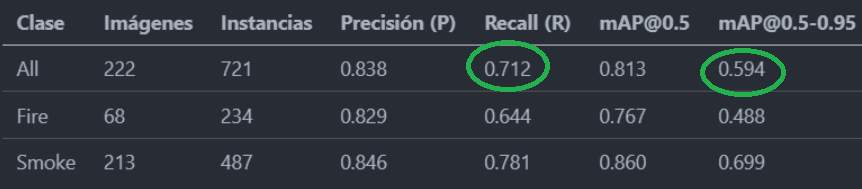 Clase Imágenes Instancias Precisión (P) Recall (R) mAP@0.5 mAP@0.5-0.95
All 222 721 0.838 0.712 0.813 0.594
Fire 68 234 0.829 0.644 0.767 0.488
Smoke 213 487 0.846 0.781 0.860 0.699